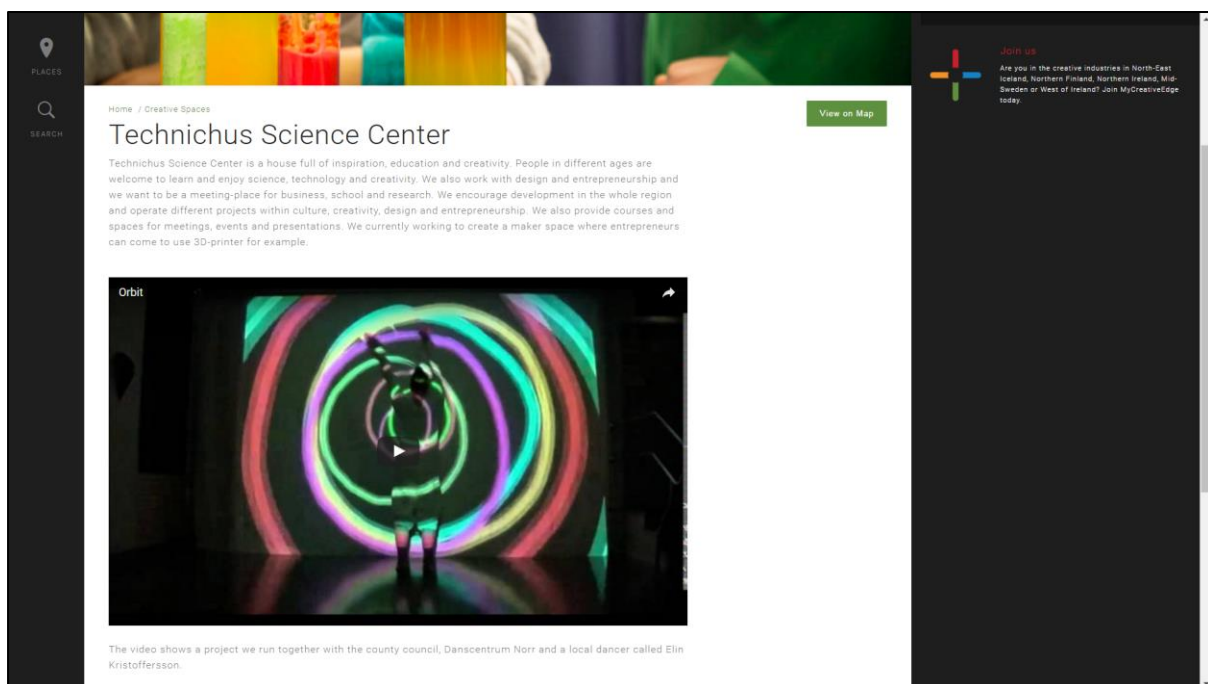 PLACES
SEARCH
Home / Creative Spaces
View on Map
Technichus Science Center
Technichus Science Center is a house full of inspiration, education and creativity. People in different ages are
welcome to learn and enjoy science, technology and creativity. We also work with design and entrepreneurship and
we want to be a meeting-place for business, school and research. We encourage development in the whole region
and operate different projects within culture, creativity, design and entrepreneurship. We also provide courses and
spaces for meetings, events and presentations. We currently working to create a maker space where entrepreneurs
can come to use 3D-printer for example.
Orbit
The video shows a project we run together with the county council, Danscentrum Norr and a local dancer called Elin
Kristoffersson.
Join us
Are you in the creative industries in North-East
Iceland, Northern Finland, Northern Ireland, Mid-
Sweden or West of Ireland? Join MyCreativeEdge
today.